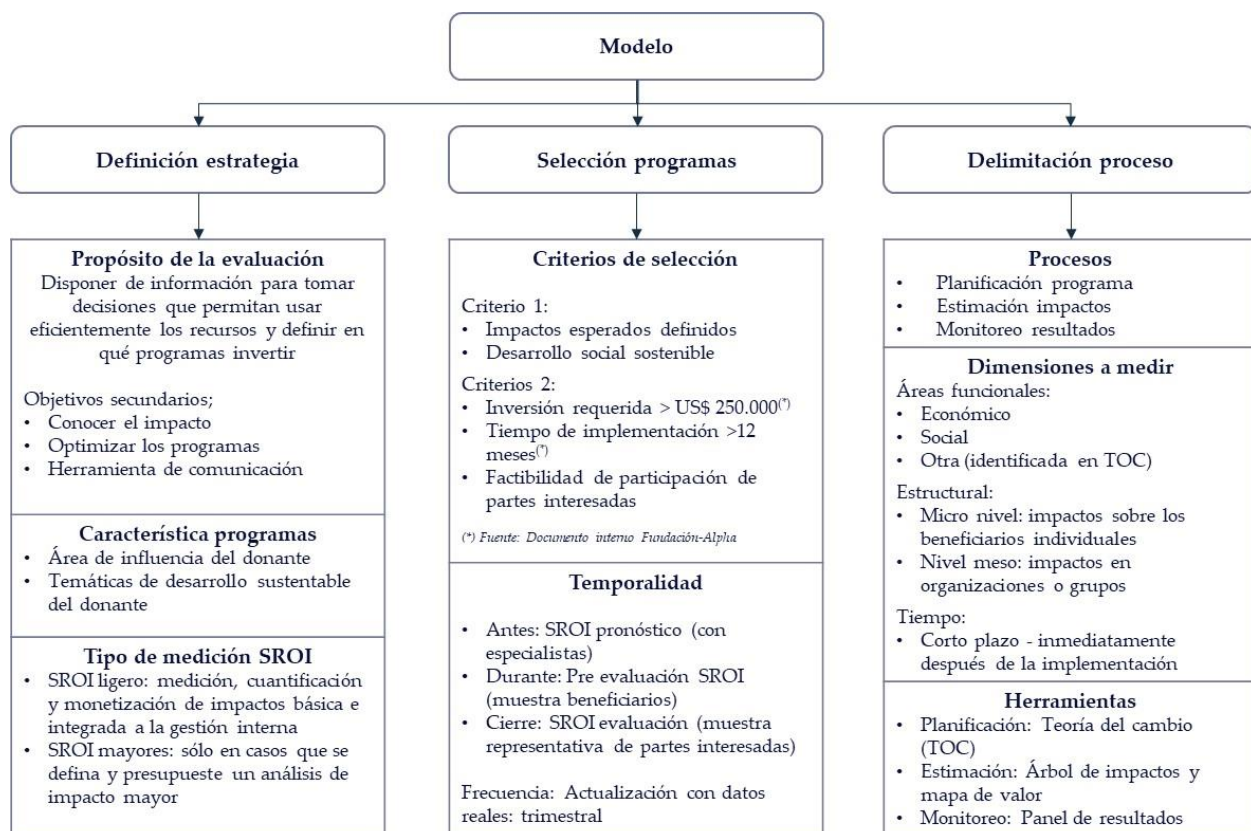 Modelo
Definición estrategia
Propósito de la evaluación
Disponer de información para tomar
decisiones que permitan usar
eficientemente los recursos y definir en
qué programas invertir
Objetivos secundarios;
• Conocer el impacto
• Optimizar los programas
• Herramienta de comunicación
Característica programas
• Área de influencia del donante
• Temáticas de desarrollo sustentable
del donante
Tipo de medición SROI
• SROI ligero: medición, cuantificación
y monetización de impactos básica e
integrada a la gestión interna
• SROI mayores: sólo en casos que se
defina y presupueste un análisis de
impacto mayor
Selección programas
Criterios de selección
Criterio 1:
• Impactos esperados definidos
• Desarrollo social sostenible
Criterios 2:
• Inversión requerida > US$ 250.000(*)
• Tiempo de implementación >12
meses(*)
• Factibilidad de participación de
partes interesadas
(*) Fuente: Documento interno Fundación-Alpha
Temporalidad
• Antes: SROI pronóstico (con
especialistas)
• Durante: Pre evaluación SROI
(muestra beneficiarios)
• Cierre: SROI evaluación (muestra
representativa de partes interesadas)
Frecuencia: Actualización con datos
reales: trimestral
Delimitación proceso
Procesos
• Planificación programa
• Estimación impactos
• Monitoreo resultados
Dimensiones a medir
Áreas funcionales:
• Económico
• Social
• Otra (identificada en TOC)
Estructural:
• Micro nivel: impactos sobre los
beneficiarios individuales
• Nivel meso: impactos en
organizaciones o grupos
Tiempo:
• Corto plazo - inmediatamente
después de la implementación
Herramientas
• Planificación: Teoría del cambio
(TOC)
• Estimación: Árbol de impactos y
mapa de valor
• Monitoreo: Panel de resultados